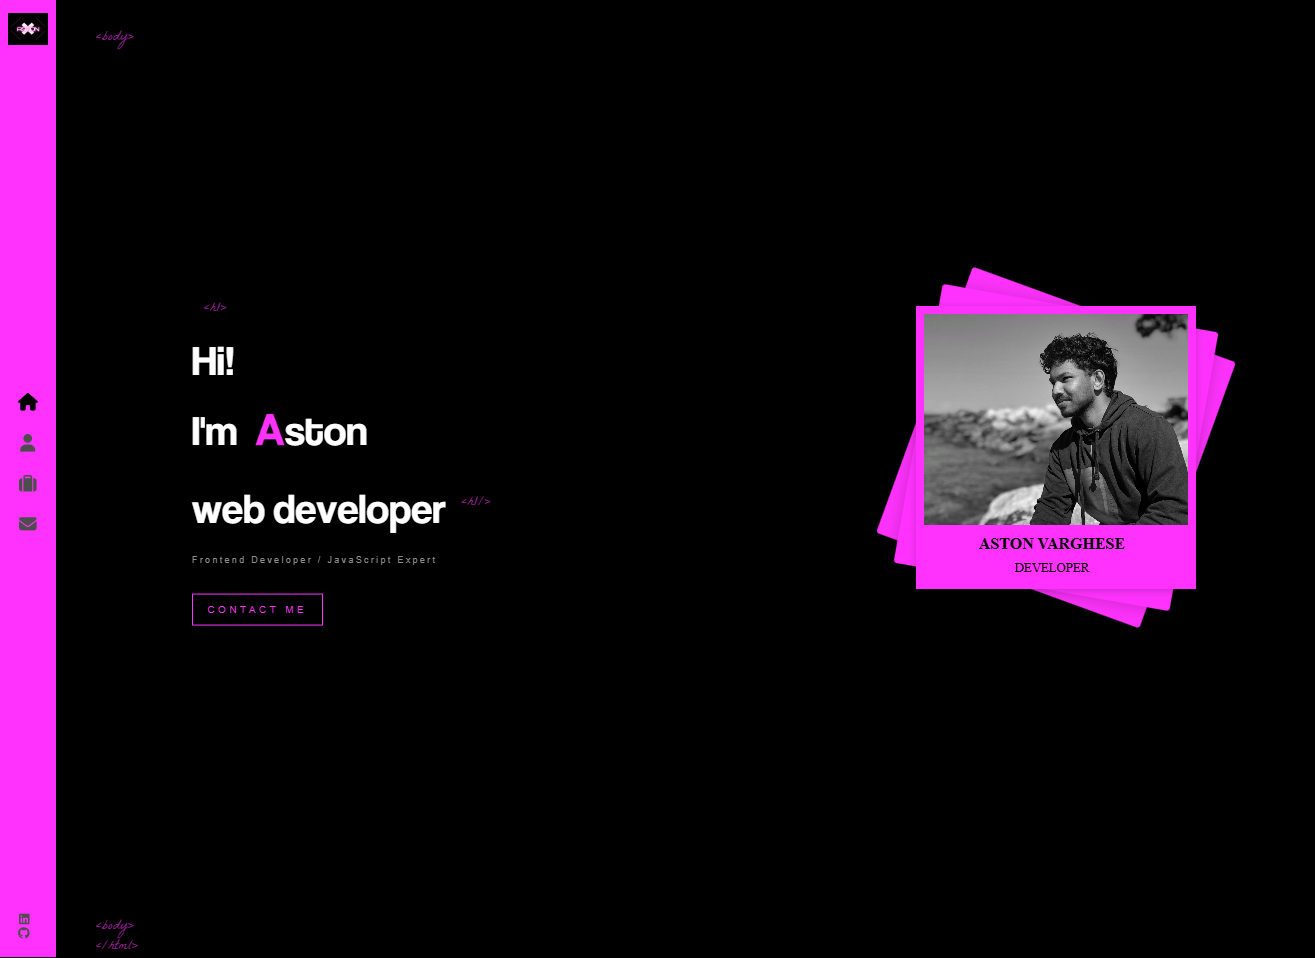 <body>
<h1>
Hi!
I'm Aston
web developer <h1/>
Frontend Developer / JavaScript Expert
CONTACT ME
ASTON VARGHESE
DEVELOPER
<body>
</html>